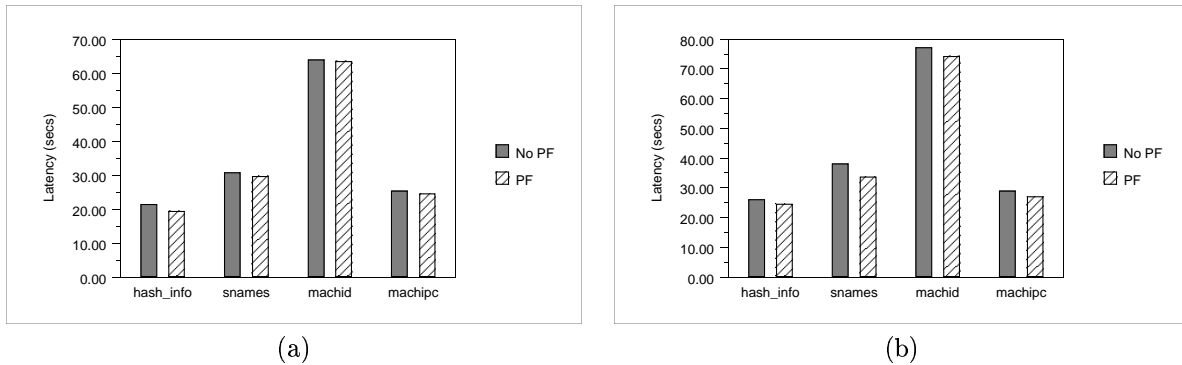 70.00
60.00
50.00
40.00
30.00
20.00
10.00
0.00
Latency (secs)
hash_info snames machid machipc
No PF
PF
(a)
80.00
70.00
60.00
50.00
40.00
30.00
20.00
10.00
0.00
Latency (secs)
hash_info snames machid machipc
No PF
PF
(b)